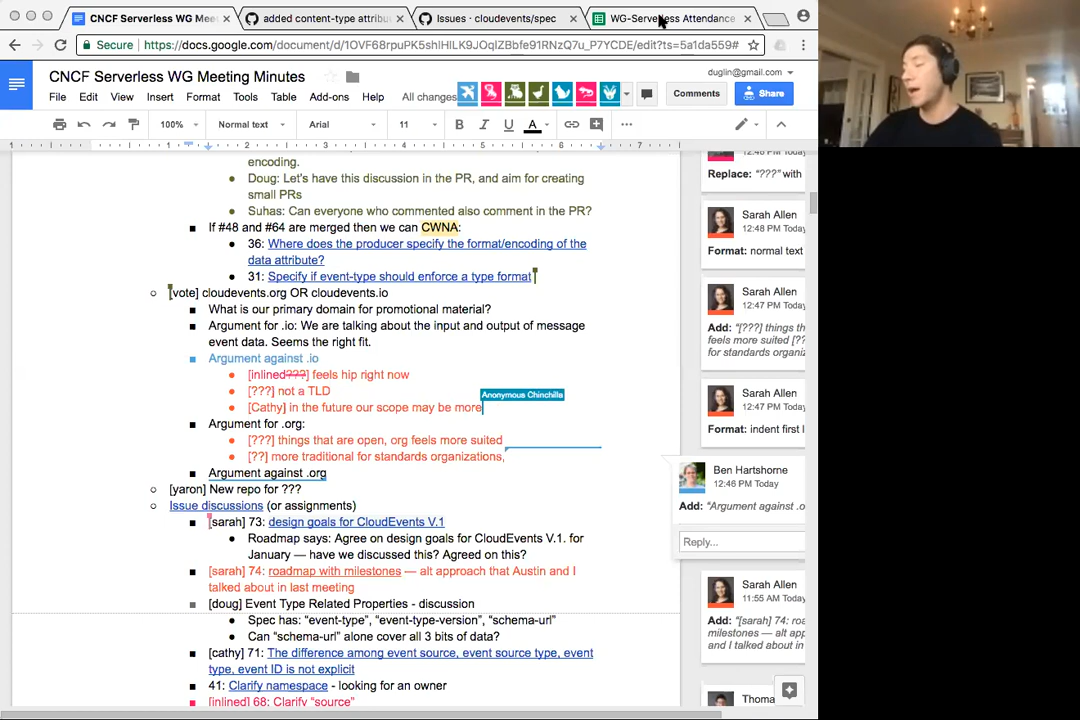 CNCF Serverless WG Mee
added content-type attribu
Issues · cloudevents/spec
WG-Serverless Attendance
Secure
https://docs.google.com/document/d/1OVF68rpuPK5shIHILK9JOqIZBbfe91RNzQ7u_P7YCDE/edit?ts=5a1da559#
CNCF Serverless WG Meeting Minutes
duglin@gmail.com
File Edit View Insert Format Tools Table Add-ons Help All changes
Comments
Share
100% Normal text Arial 11 B I U A
1 1 2 3 4 5 6 7
encoding.
Doug: Let's have this discussion in the PR, and aim for creating
small PRs
Suhas: Can everyone who commented also comment in the PR?
If #48 and #64 are merged then we can CWNA:
36: Where does the producer specify the format/encoding of the
data attribute?
31: Specify if event-type should enforce a type format
[vote] cloudevents.org OR cloudevents.io
What is our primary domain for promotional material?
Argument for .io: We are talking about the input and output of message
event data. Seems the right fit.
Argument against .io
[inlined???] feels hip right now
[???] not a TLD
Anonymous Chinchilla
[Cathy] in the future our scope may be more
Argument for .org:
[???] things that are open, org feels more suited
[??] more traditional for standards organizations,
Argument against .org
[yaron] New repo for ???
Issue discussions (or assignments)
[sarah] 73: design goals for CloudEvents V.1
Roadmap says: Agree on design goals for CloudEvents V.1. for
January — have we discussed this? Agreed on this?
[sarah] 74: roadmap with milestones — alt approach that Austin and I
talked about in last meeting
[doug] Event Type Related Properties - discussion
Spec has: “event-type”, “event-type-version”, “schema-url”
Can “schema-url” alone cover all 3 bits of data?
[cathy] 71: The difference among event source, event source type, event
type, event ID is not explicit
41: Clarify namespace - looking for an owner
[inlined] 68: Clarify “source”
12:48 PM Today
Replace: “???” with
Sarah Allen
12:48 PM Today
Format: normal text
Sarah Allen
12:47 PM Today
Add: “[???] things th
feels more suited [??
for standards organiz
Sarah Allen
12:47 PM Today
Format: indent first l
Ben Hartshorne
12:46 PM Today
Add: “Argument against .o
Reply...
Sarah Allen
11:55 AM Today
Add: “[sarah] 74: roa
milestones — alt app
and I talked about in
Thoma